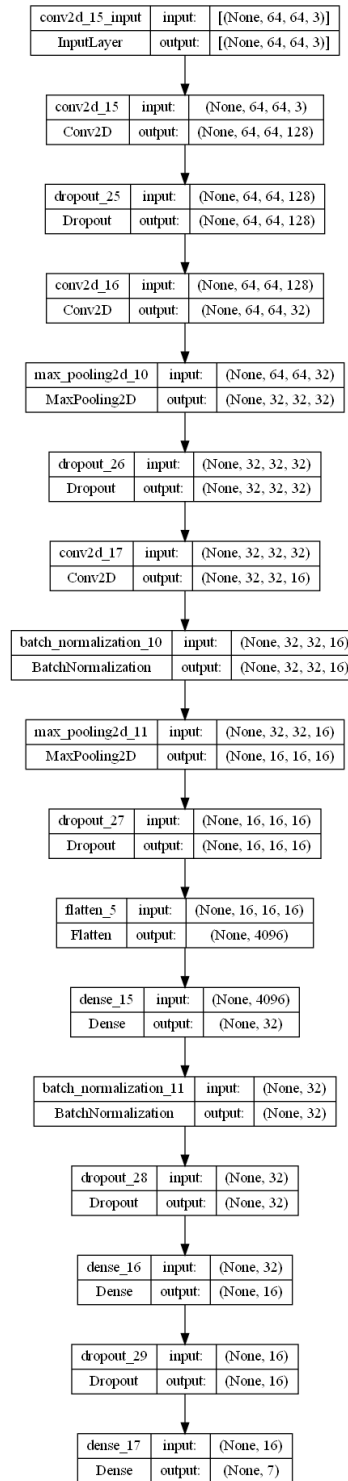 conv2d_15_input input: [(None, 64, 64, 3)]
InputLayer output: [(None, 64, 64, 3)]
conv2d_15 input: (None, 64, 64, 3)
Conv2D output: (None, 64, 64, 128)
dropout_25 input: (None, 64, 64, 128)
Dropout output: (None, 64, 64, 128)
conv2d_16 input: (None, 64, 64, 128)
Conv2D output: (None, 64, 64, 32)
max_pooling2d_10 input: (None, 64, 64, 32)
MaxPooling2D output: (None, 32, 32, 32)
dropout_26 input: (None, 32, 32, 32)
Dropout output: (None, 32, 32, 32)
conv2d_17 input: (None, 32, 32, 32)
Conv2D output: (None, 32, 32, 16)
batch_normalization_10 input: (None, 32, 32, 16)
BatchNormalization output: (None, 32, 32, 16)
max_pooling2d_11 input: (None, 32, 32, 16)
MaxPooling2D output: (None, 16, 16, 16)
dropout_27 input: (None, 16, 16, 16)
Dropout output: (None, 16, 16, 16)
flatten_5 input: (None, 16, 16, 16)
Flatten output: (None, 4096)
dense_15 input: (None, 4096)
Dense output: (None, 32)
batch_normalization_11 input: (None, 32)
BatchNormalization output: (None, 32)
dropout_28 input: (None, 32)
Dropout output: (None, 32)
dense_16 input: (None, 32)
Dense output: (None, 16)
dropout_29 input: (None, 16)
Dropout output: (None, 16)
dense_17 input: (None, 16)
Dense output: (None, 7)